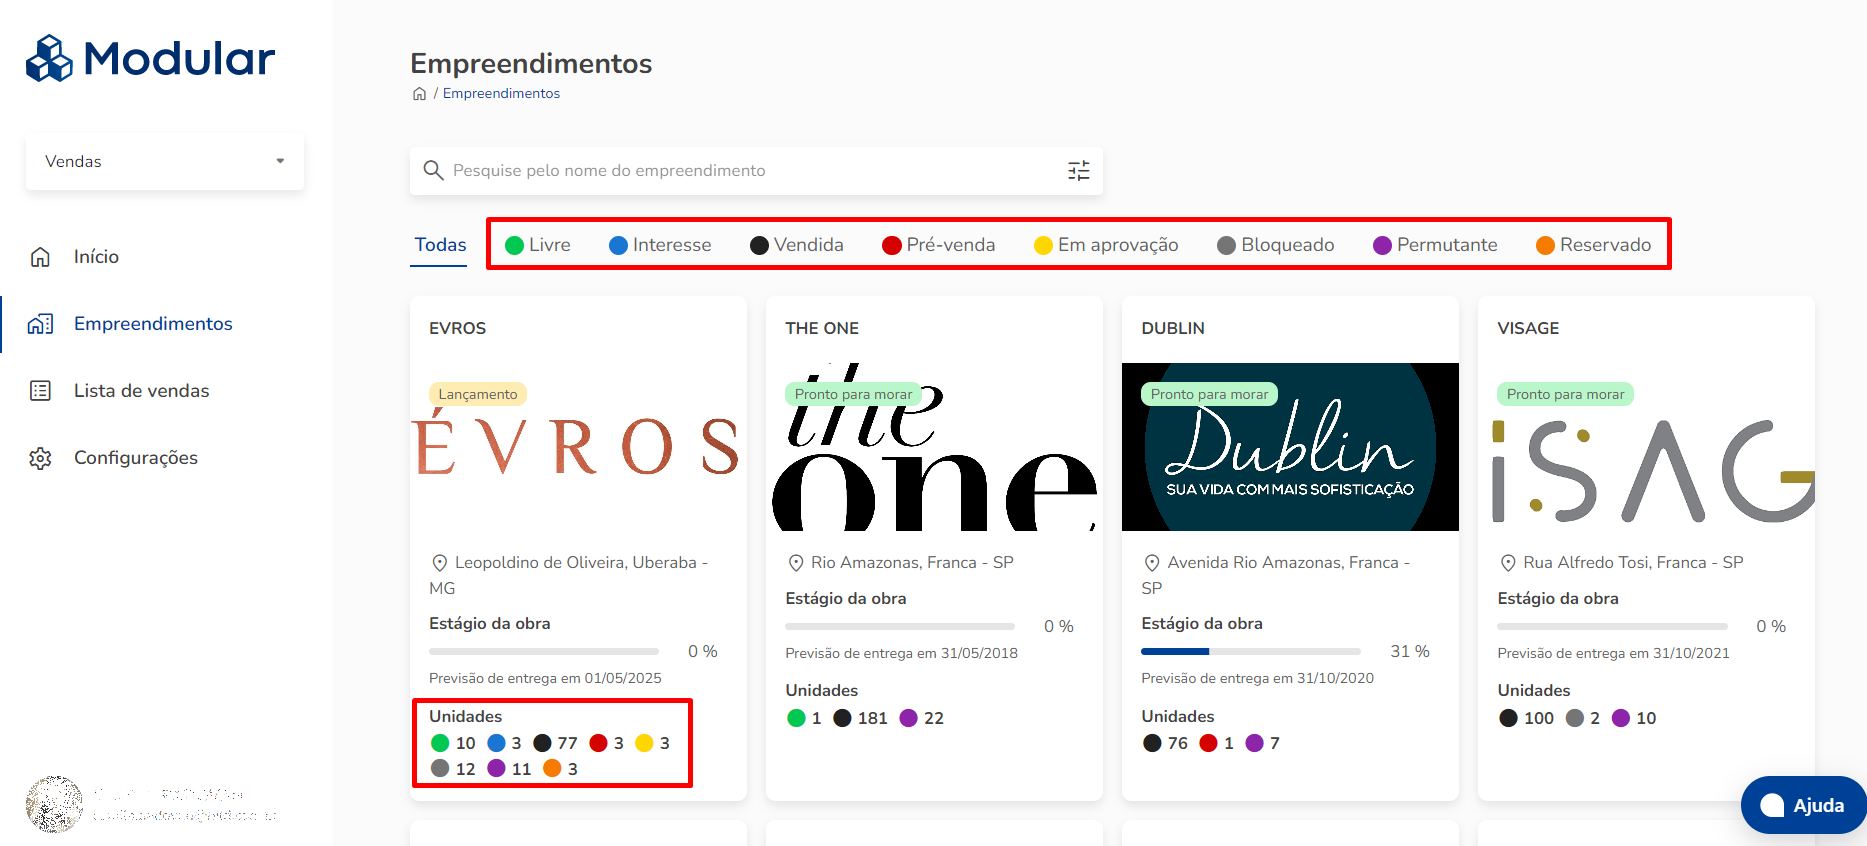 Modular
Vendas
Início
Empreendimentos
Lista de vendas
Configurações
Empreendimentos
/ Empreendimentos
Pesquise pelo nome do empreendimento
Todas Livre Interesse Vendida Pré-venda Em aprovação Bloqueado Permutante Reservado
EVROS
Lançamento
ÉVROS
Leopoldino de Oliveira, Uberaba -
MG
Estágio da obra
0 %
Previsão de entrega em 01/05/2025
Unidades
10 3 77 3 3
12 11 3
THE ONE
Pronto para morar
the
one
Rio Amazonas, Franca - SP
Estágio da obra
0 %
Previsão de entrega em 31/05/2018
Unidades
1 181 22
DUBLIN
Pronto para morar
Dublin
SUA VIDA COM MAIS SOFISTICAÇÃO
Avenida Rio Amazonas, Franca -
SP
Estágio da obra
31 %
Previsão de entrega em 31/10/2020
Unidades
76 1 7
VISAGE
Pronto para morar
iSAG
Rua Alfredo Tosi, Franca - SP
Estágio da obra
0 %
Previsão de entrega em 31/10/2021
Unidades
100 2 10
Ajuda